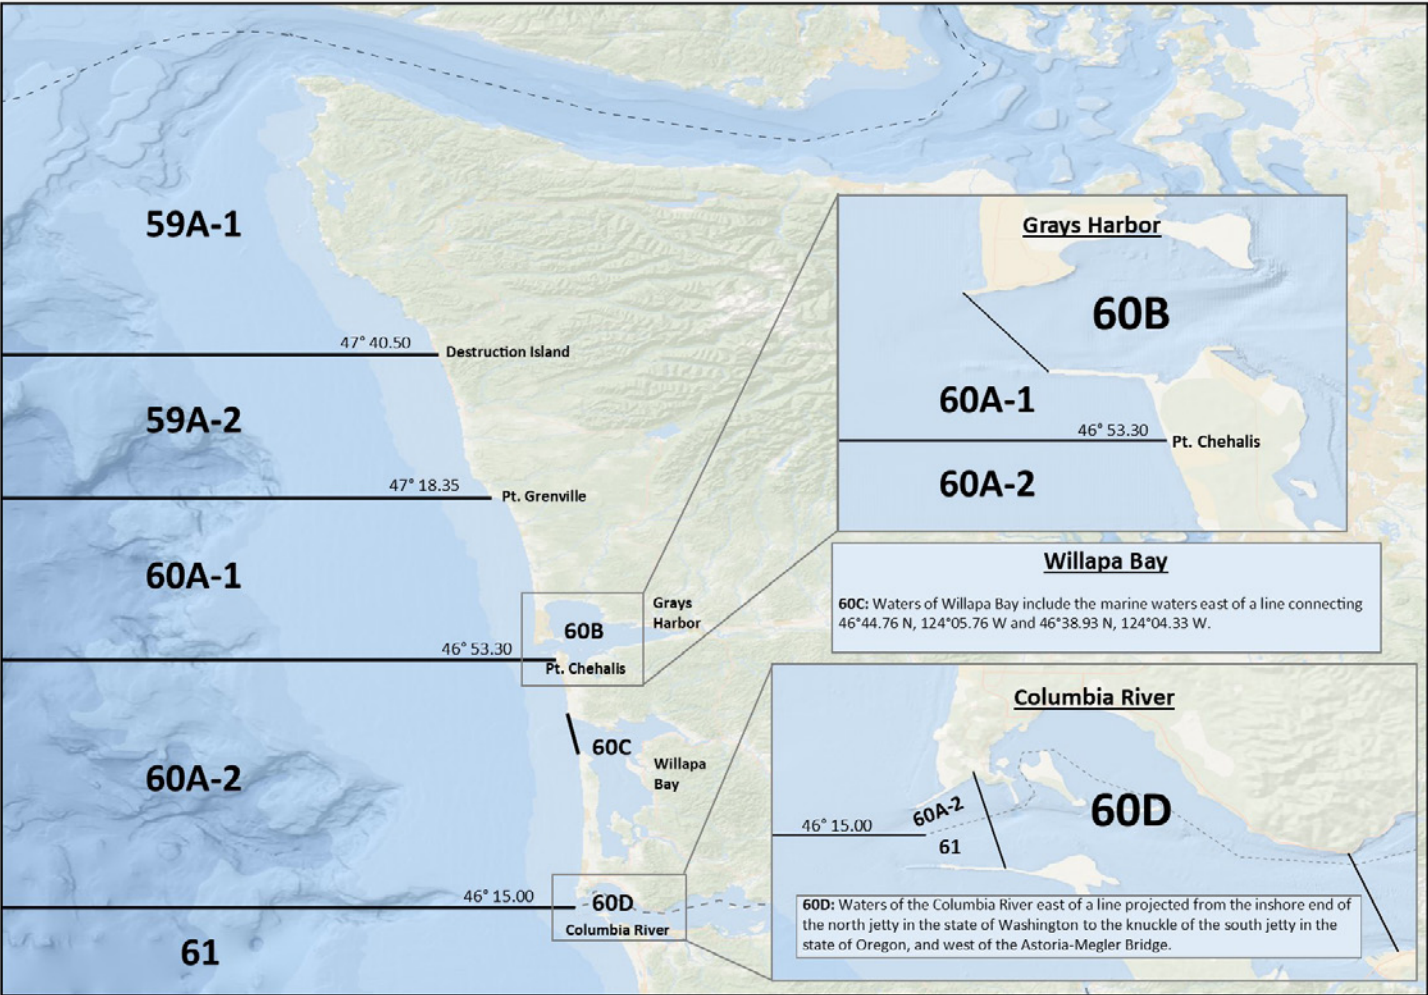 59A-1
47° 40.50
Destruction Island
59A-2
47° 18.35
Pt. Grenville
60A-1
60B
Grays
Harbor
46° 53.30
Pt. Chehalis
60C
Willapa
Bay
60A-2
46° 15.00
60D
Columbia River
61
Grays Harbor
60B
60A-1
46° 53.30
Pt. Chehalis
60A-2
Willapa Bay
60C: Waters of Willapa Bay include the marine waters east of a line connecting
46°44.76 N, 124°05.76 W and 46°38.93 N, 124°04.33 W.
Columbia River
60A-2
60D
46° 15.00
61
60D: Waters of the Columbia River east of a line projected from the inshore end of
the north jetty in the state of Washington to the knuckle of the south jetty in the
state of Oregon, and west of the Astoria-Megler Bridge.